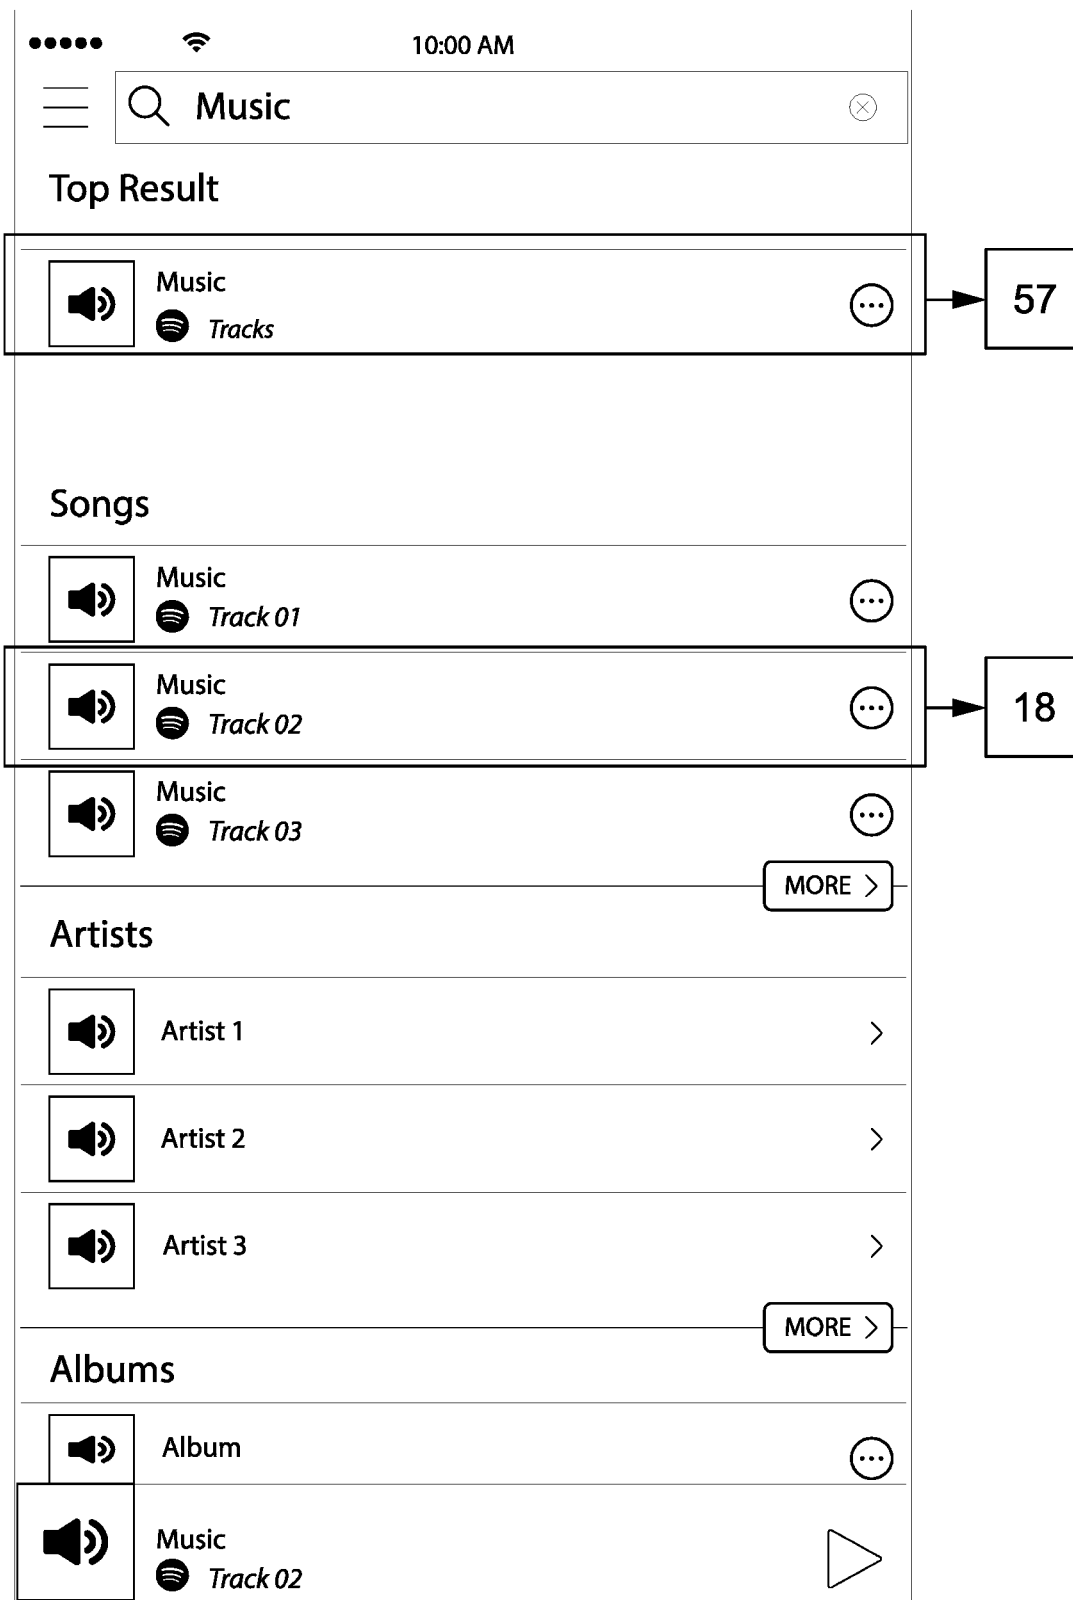 10:00 AM
Music
Top Result
Music
Tracks
57
Songs
Music
Track 01
Music
Track 02
18
Music
Track 03
MORE >
Artists
Artist 1
Artist 2
Artist 3
MORE >
Albums
Album
Music
Track 02